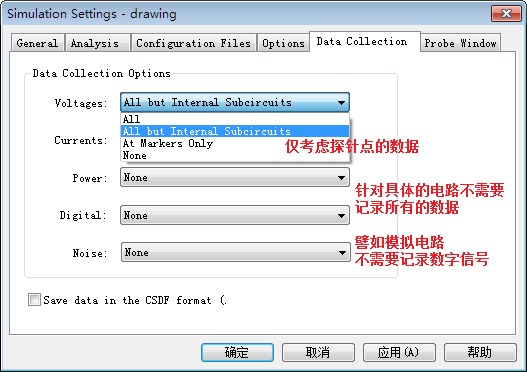 Simulation Settings - drawing
General Analysis Configuration Files Options Data Collection Probe Window
Data Collection Options
Voltages: All but Internal Subcircuits
All
All but Internal Subcircuits
Currents: At Markers Only
仅考虑探针点的数据
None
Power: None
针对具体的电路不需要
记录所有的数据
Digital: None
譬如模拟电路
Noise: None
不需要记录数字信号
Save data in the CSDF format (.
确定 取消 应用(A) 帮助